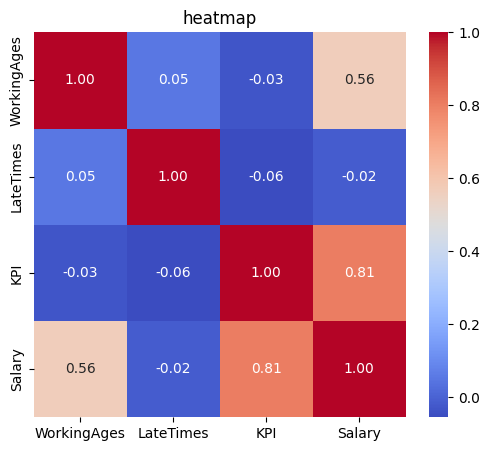 heatmap
WorkingAges
LateTimes
KPI
Salary
1.00 0.05 -0.03 0.56
0.05 1.00 -0.06 -0.02
-0.03 -0.06 1.00 0.81
0.56 -0.02 0.81 1.00
WorkingAges LateTimes KPI Salary
1.0
0.8
0.6
0.4
0.2
0.0